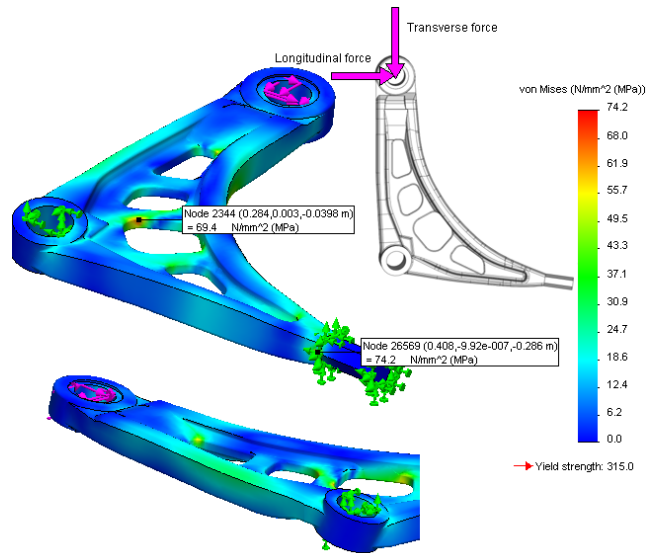 Transverse force
Longitudinal force
von Mises (N/mm^2 (MPa))
74.2
68.0
61.9
55.7
49.5
43.3
37.1
30.9
24.7
18.6
12.4
6.2
0.0
Yield strength: 315.0
Node 2344 (0.284,0.003,-0.0398 m)
= 69.4 N/mm^2 (MPa)
Node 26569 (0.408,-9.92e-007,-0.286 m)
= 74.2 N/mm^2 (MPa)